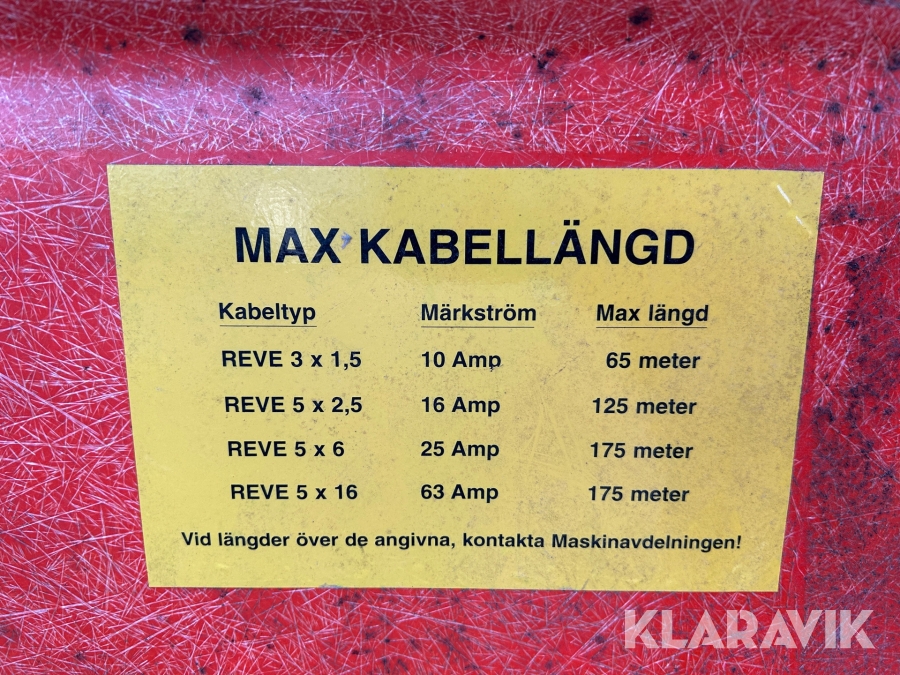 MAX KABELLÄNGD
Kabeltyp Märkström Max längd
REVE 3 x 1,5 10 Amp 65 meter
REVE 5 x 2,5 16 Amp 125 meter
REVE 5 x 6 25 Amp 175 meter
REVE 5 x 16 63 Amp 175 meter
Vid längder över de angivna, kontakta Maskinavdelningen!
KLARAVIK